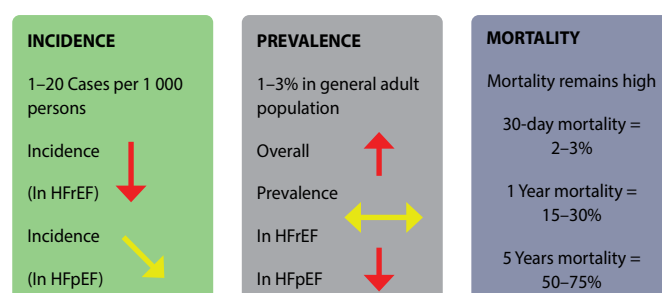 INCIDENCE
1–20 Cases per 1 000
persons
Incidence
(In HFrEF)
Incidence
(In HFpEF)
PREVALENCE
1–3% in general adult
population
Overall
Prevalence
In HFrEF
In HFpEF
MORTALITY
Mortality remains high
30-day mortality =
2–3%
1 Year mortality =
15–30%
5 Years mortality =
50–75%